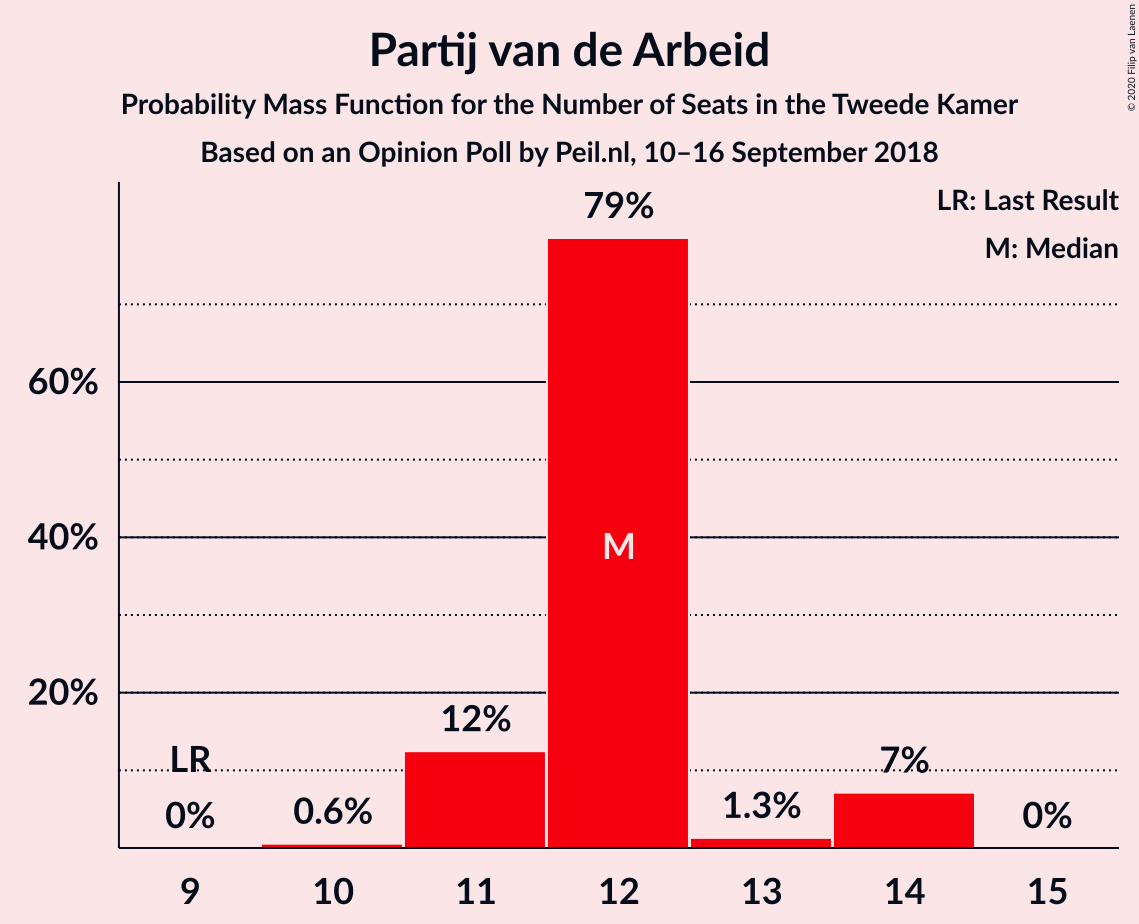 Partij van de Arbeid
Probability Mass Function for the Number of Seats in the Tweede Kamer
Based on an Opinion Poll by Peil.nl, 10–16 September 2018
© 2020 Filip van Laenen
LR: Last Result
M: Median
79%
60%
40%
20%
M
12%
LR
7%
0%
0.6%
1.3%
0%
9 10 11 12 13 14 15